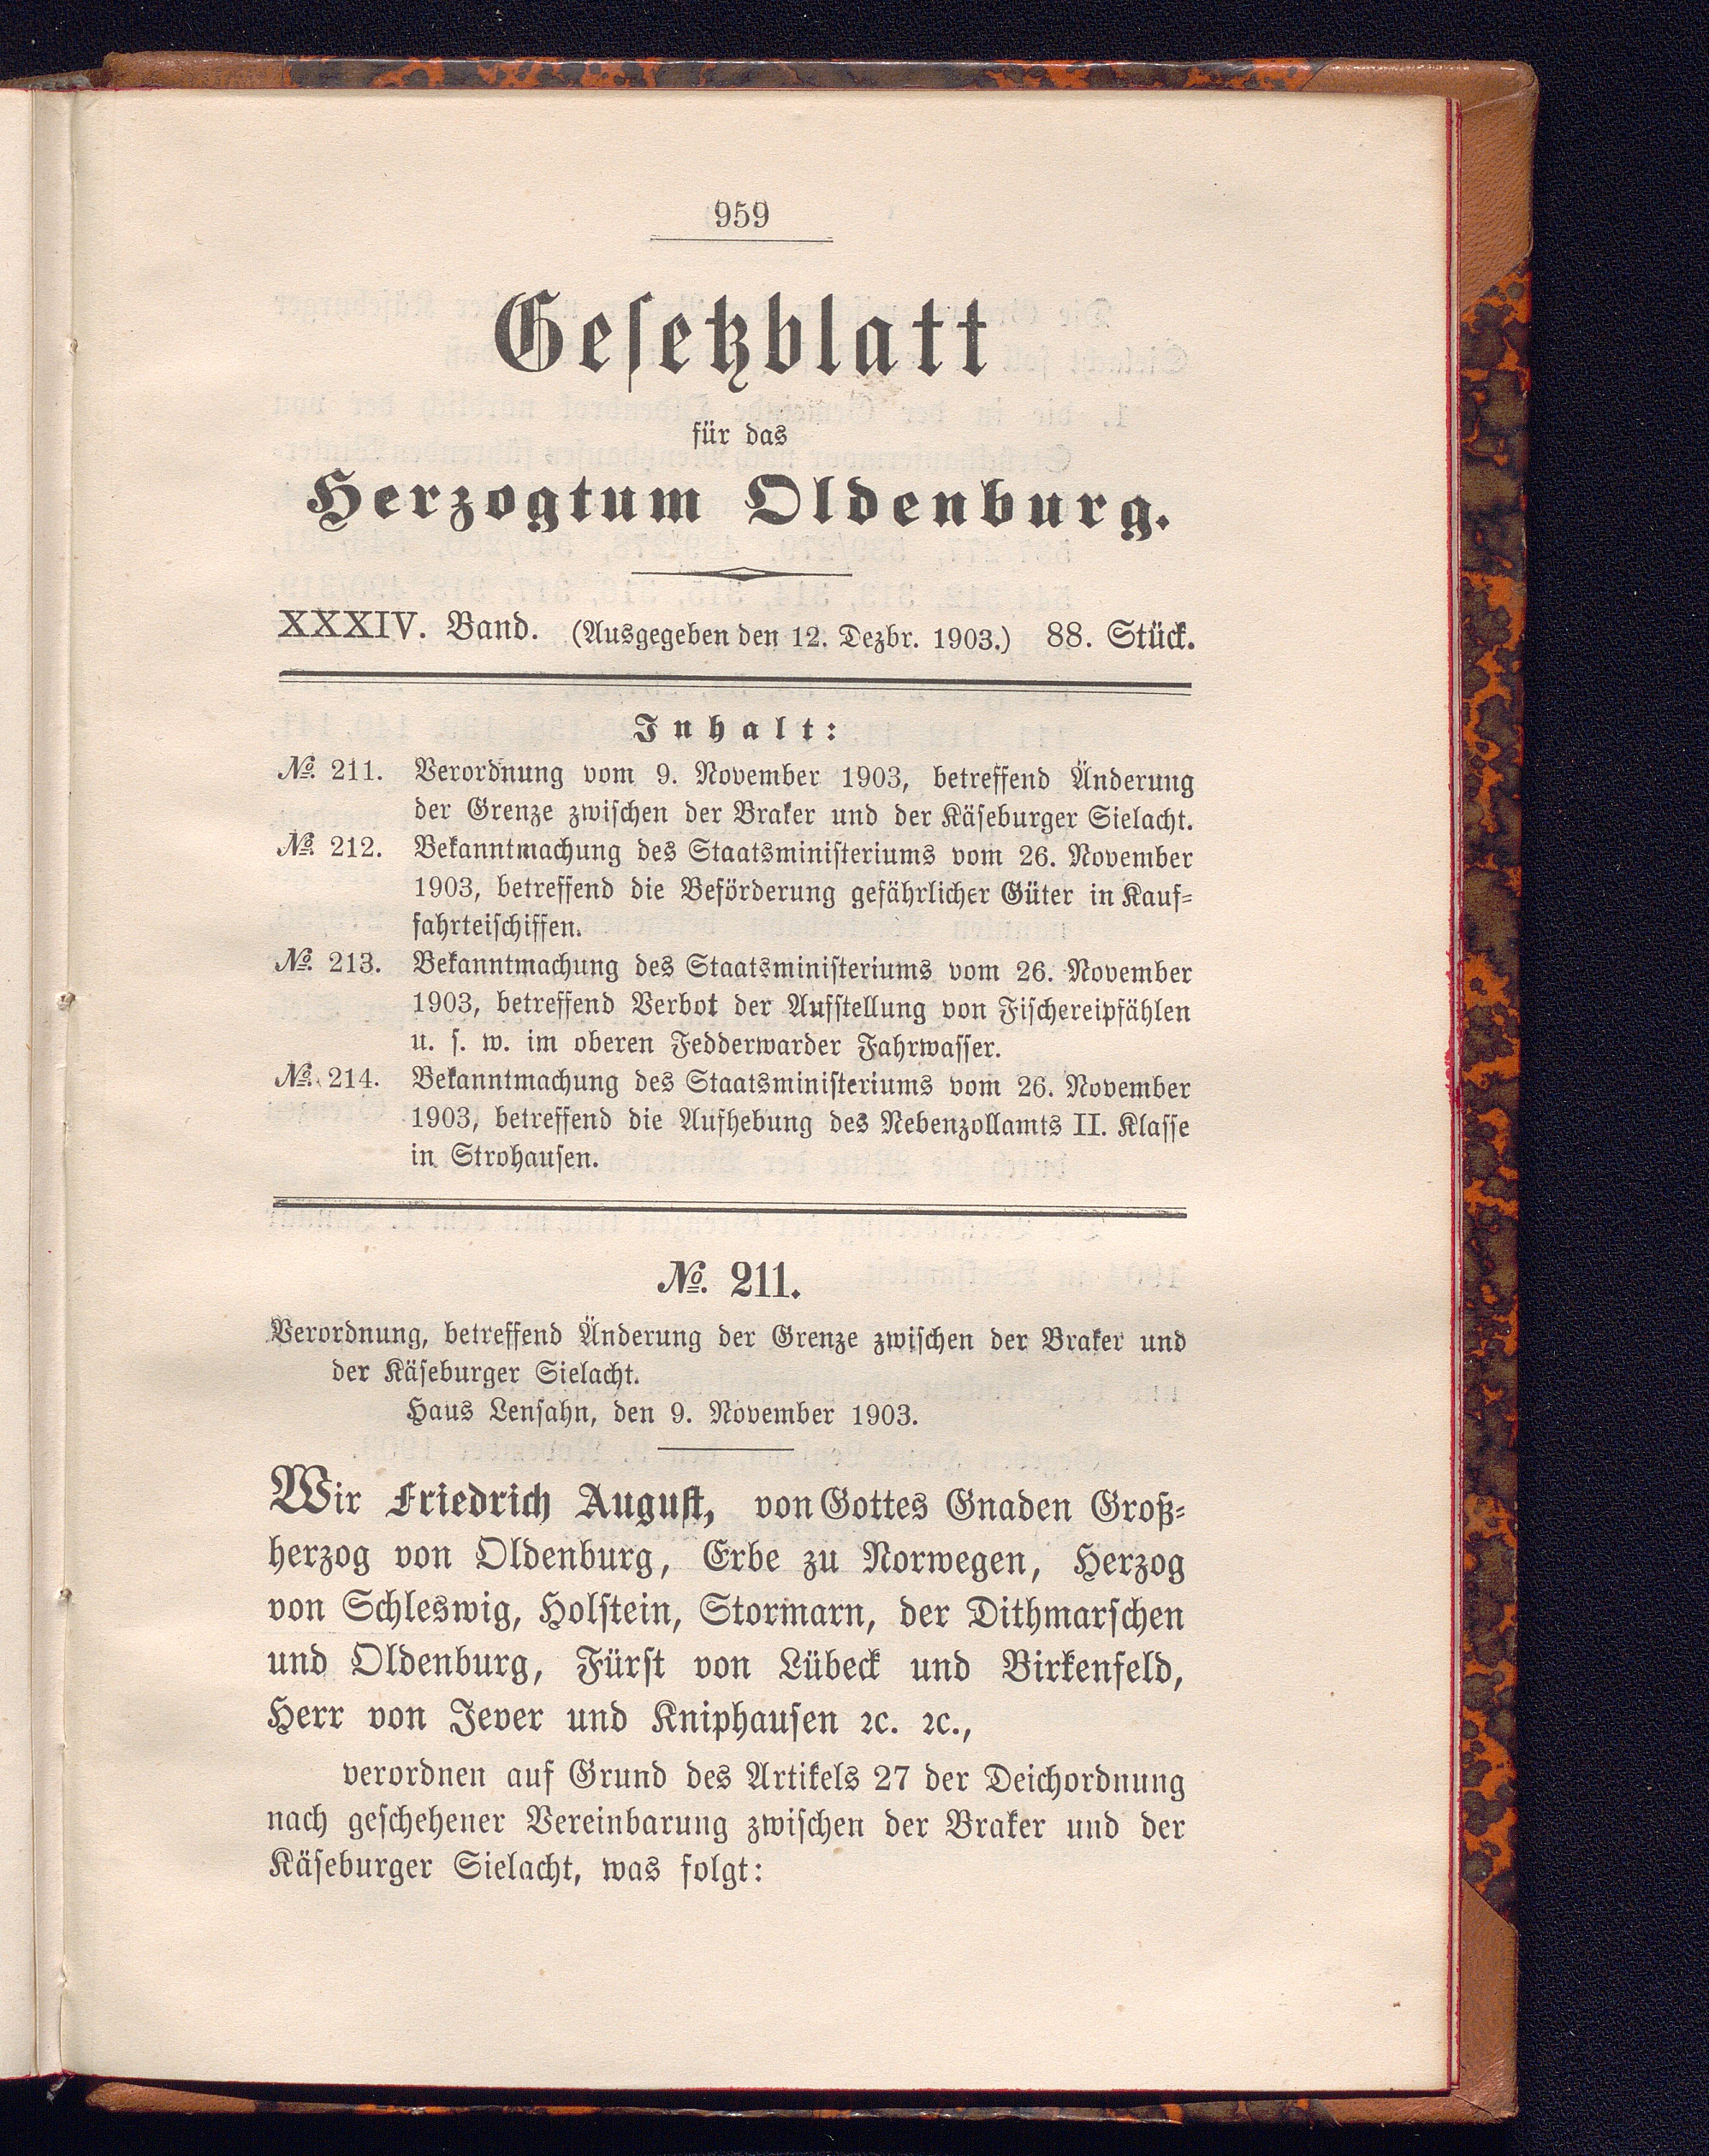 959
Gesetzblatt
für das
Herzogtum Oldenburg.
XXXIV. Band. (Ausgegeben den 12. Dezbr. 1903.) 88. Stück.
Inhalt:
№ 211. Verordnung vom 9. November 1903, betreffend Änderung
der Grenze zwischen der Braker und der Käseburger Sielacht.
№ 212. Bekanntmachung des Staatsministeriums vom 26. November
1903, betreffend die Beförderung gefährlicher Güter in Kauf-
fahrteischiffen.
№ 213. Bekanntmachung des Staatsministeriums vom 26. November
1903, betreffend Verbot der Aufstellung von Fischereipfählen
u. s. w. im oberen Fedderwarder Fahrwasser.
№ 214. Bekanntmachung des Staatsministeriums vom 26. November
1903, betreffend die Aufhebung des Nebenzollamts II. Klasse
in Strohausen.
№. 211.
Verordnung, betreffend Änderung der Grenze zwischen der Braker und
der Käseburger Sielacht.
Haus Lensahn, den 9. November 1903.
Wir Friedrich August, von Gottes Gnaden Groß-
herzog von Oldenburg, Erbe zu Norwegen, Herzog
von Schleswig, Holstein, Stormarn, der Dithmarschen
und Oldenburg, Fürst von Lübeck und Birkenfeld,
Herr von Jever und Kniphausen ꝛc. ꝛc.,
verordnen auf Grund des Artikels 27 der Deichordnung
nach geschehener Vereinbarung zwischen der Braker und der
Käseburger Sielacht, was folgt: